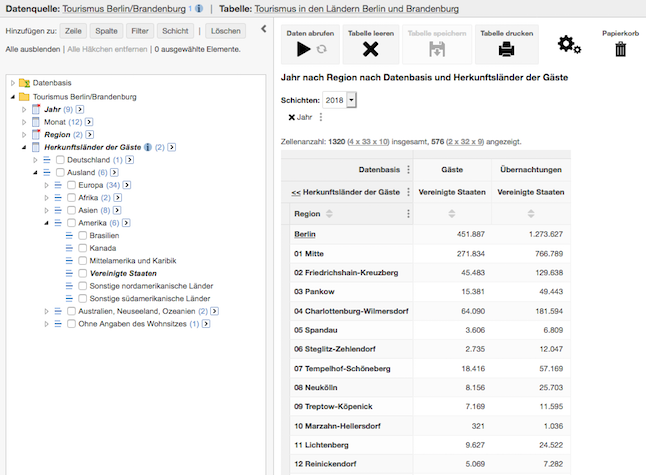 Datenquelle: Tourismus Berlin/Brandenburg 1 i | Tabelle: Tourismus in den Ländern Berlin und Brandenburg
Hinzufügen zu: Zeile Spalte Filter Schicht | Löschen
Alle ausblenden | Alle Häkchen entfernen | 0 ausgewählte Elemente.
Datenbasis
Tourismus Berlin/Brandenburg
Jahr (9)
Monat (12)
Region (2)
Herkunftsländer der Gäste i (2)
Deutschland (1)
Ausland (6)
Europa (34)
Afrika (2)
Asien (8)
Amerika (6)
Brasilien
Kanada
Mittelamerika und Karibik
Vereinigte Staaten
Sonstige nordamerikanische Länder
Sonstige südamerikanische Länder
Australien, Neuseeland, Ozeanien (2)
Ohne Angaben des Wohnsitzes (1)
Daten abrufen Tabelle leeren Tabelle speichern Tabelle drucken Papierkorb
Jahr nach Region nach Datenbasis und Herkunftsländer der Gäste
Schichten: 2018
Jahr
Zellenanzahl: 1320 (4 x 33 x 10) insgesamt, 576 (2 x 32 x 9) angezeigt.
Datenbasis Gäste Übernachtungen
<< Herkunftsländer der Gäste Vereinigte Staaten Vereinigte Staaten
Region
Berlin 451.887 1.273.627
01 Mitte 271.834 766.789
02 Friedrichshain-Kreuzberg 45.483 129.638
03 Pankow 15.381 49.443
04 Charlottenburg-Wilmersdorf 64.090 181.594
05 Spandau 3.606 6.809
06 Steglitz-Zehlendorf 2.735 12.047
07 Tempelhof-Schöneberg 18.416 57.169
08 Neukölln 8.156 25.703
09 Treptow-Köpenick 7.169 11.595
10 Marzahn-Hellersdorf 321 1.036
11 Lichtenberg 9.627 24.522
12 Reinickendorf 5.069 7.282